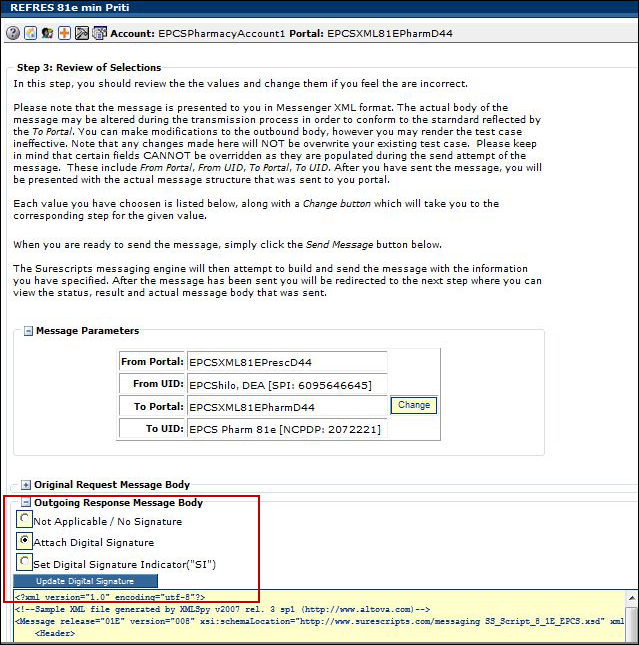 REFRES 81e min Priti
Account: EPCSPharmacyAccount1 Portal: EPCSXML81EPharmD44
Step 3: Review of Selections
In this step, you should review the the values and change them if you feel the are incorrect.
Please note that the message is presented to you in Messenger XML format. The actual body of the
message may be altered during the transmission process in order to conform to the starndard reflected by
the To Portal. You can make modifications to the outbound body, however you may render the test case
ineffective. Note that any changes made here will NOT be overwrite your existing test case. Please keep
in mind that certain fields CANNOT be overridden as they are populated during the send attempt of the
message. These include From Portal, From UID, To Portal, To UID. After you have sent the message, you will
be presented with the actual message structure that was sent to you portal.
Each value you have choosen is listed below, along with a Change button which will take you to the
corresponding step for the given value.
When you are ready to send the message, simply click the Send Message button below.
The Surescripts messaging engine will then attempt to build and send the message with the information
you have specified. After the message has been sent you will be redirected to the next step where you can
view the status, result and actual message body that was sent.
Message Parameters
From Portal: EPCSXML81EPrescD44
From UID: EPCShilo, DEA [SPI: 6095646645]
To Portal: EPCSXML81EPharmD44 Change
To UID: EPCS Pharm 81e [NCPDP: 2072221]
Original Request Message Body
Outgoing Response Message Body
Not Applicable / No Signature
Attach Digital Signature
Set Digital Signature Indicator("SI")
Update Digital Signature
<?xml version="1.0" encoding="utf-8"?>
<!--Sample XML file generated by XMLSpy v2007 rel. 3 sp1 (http://www.altova.com)-->
<Message release="01E" version="008" xsi:schemaLocation="http://www.surescripts.com/messaging SS_Script_8_1E_EPCS.xsd" xml
<Header>